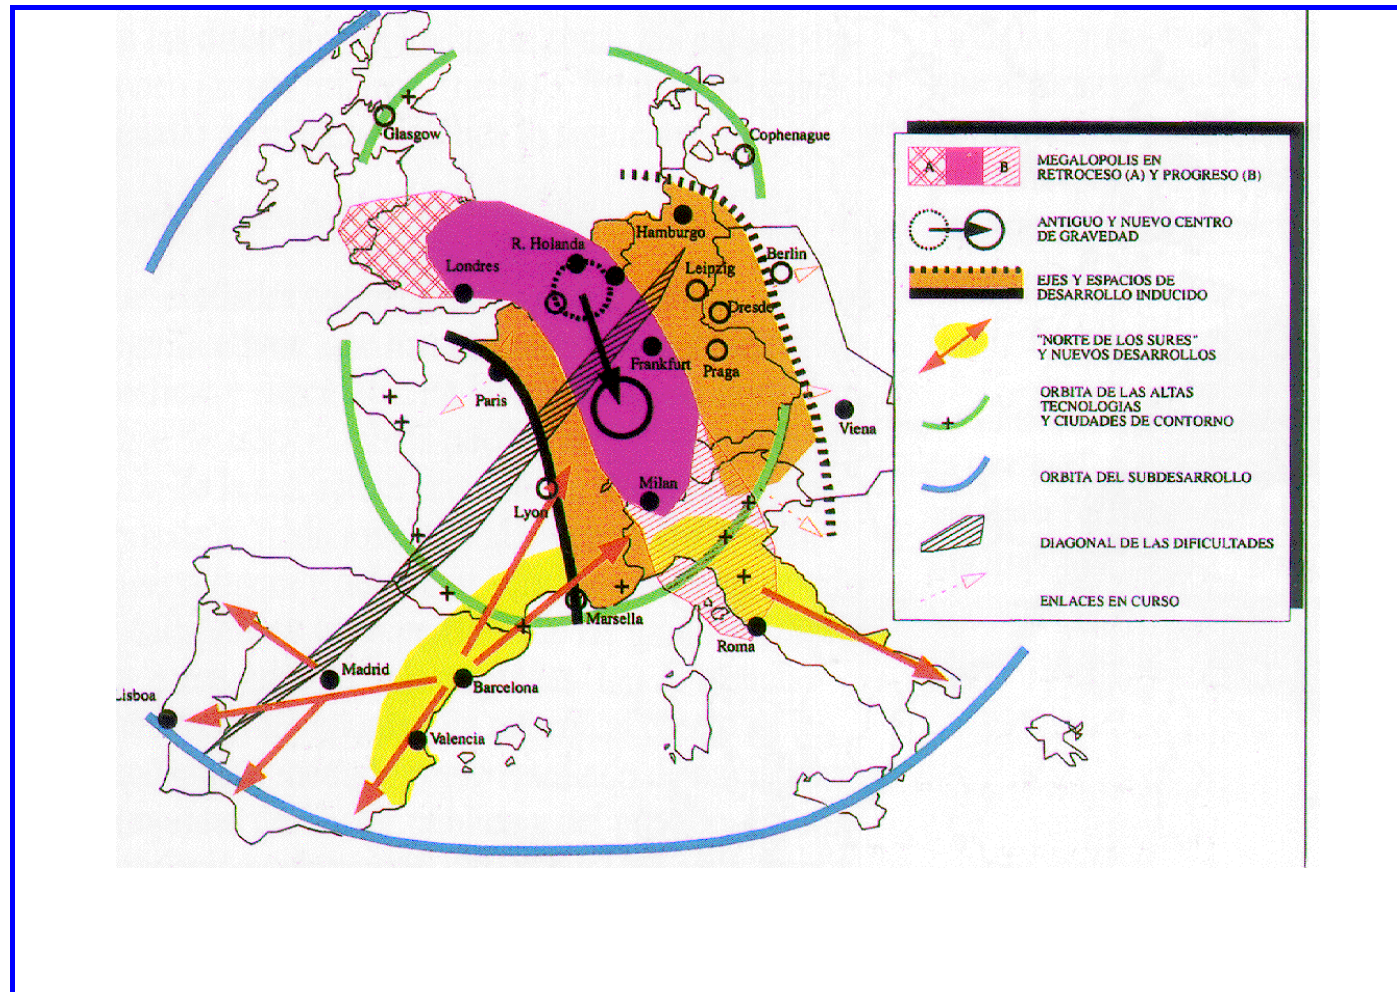 Glasgow
Cophenague
Hamburgo
R. Holanda
Londres
Leipzig
Berlin
Dresde
Frankfurt
Praga
Paris
Viena
Milan
Lyon
Marsella
Roma
Madrid
Barcelona
Lisboa
Valencia
A
B
MEGALOPOLIS EN
RETROCESO (A) Y PROGRESO (B)
ANTIGUO Y NUEVO CENTRO
DE GRAVEDAD
EJES Y ESPACIOS DE
DESARROLLO INDUCIDO
"NORTE DE LOS SURES"
Y NUEVOS DESARROLLOS
ORBITA DE LAS ALTAS
TECNOLOGIAS
Y CIUDADES DE CONTORNO
ORBITA DEL SUBDESARROLLO
DIAGONAL DE LAS DIFICULTADES
ENLACES EN CURSO